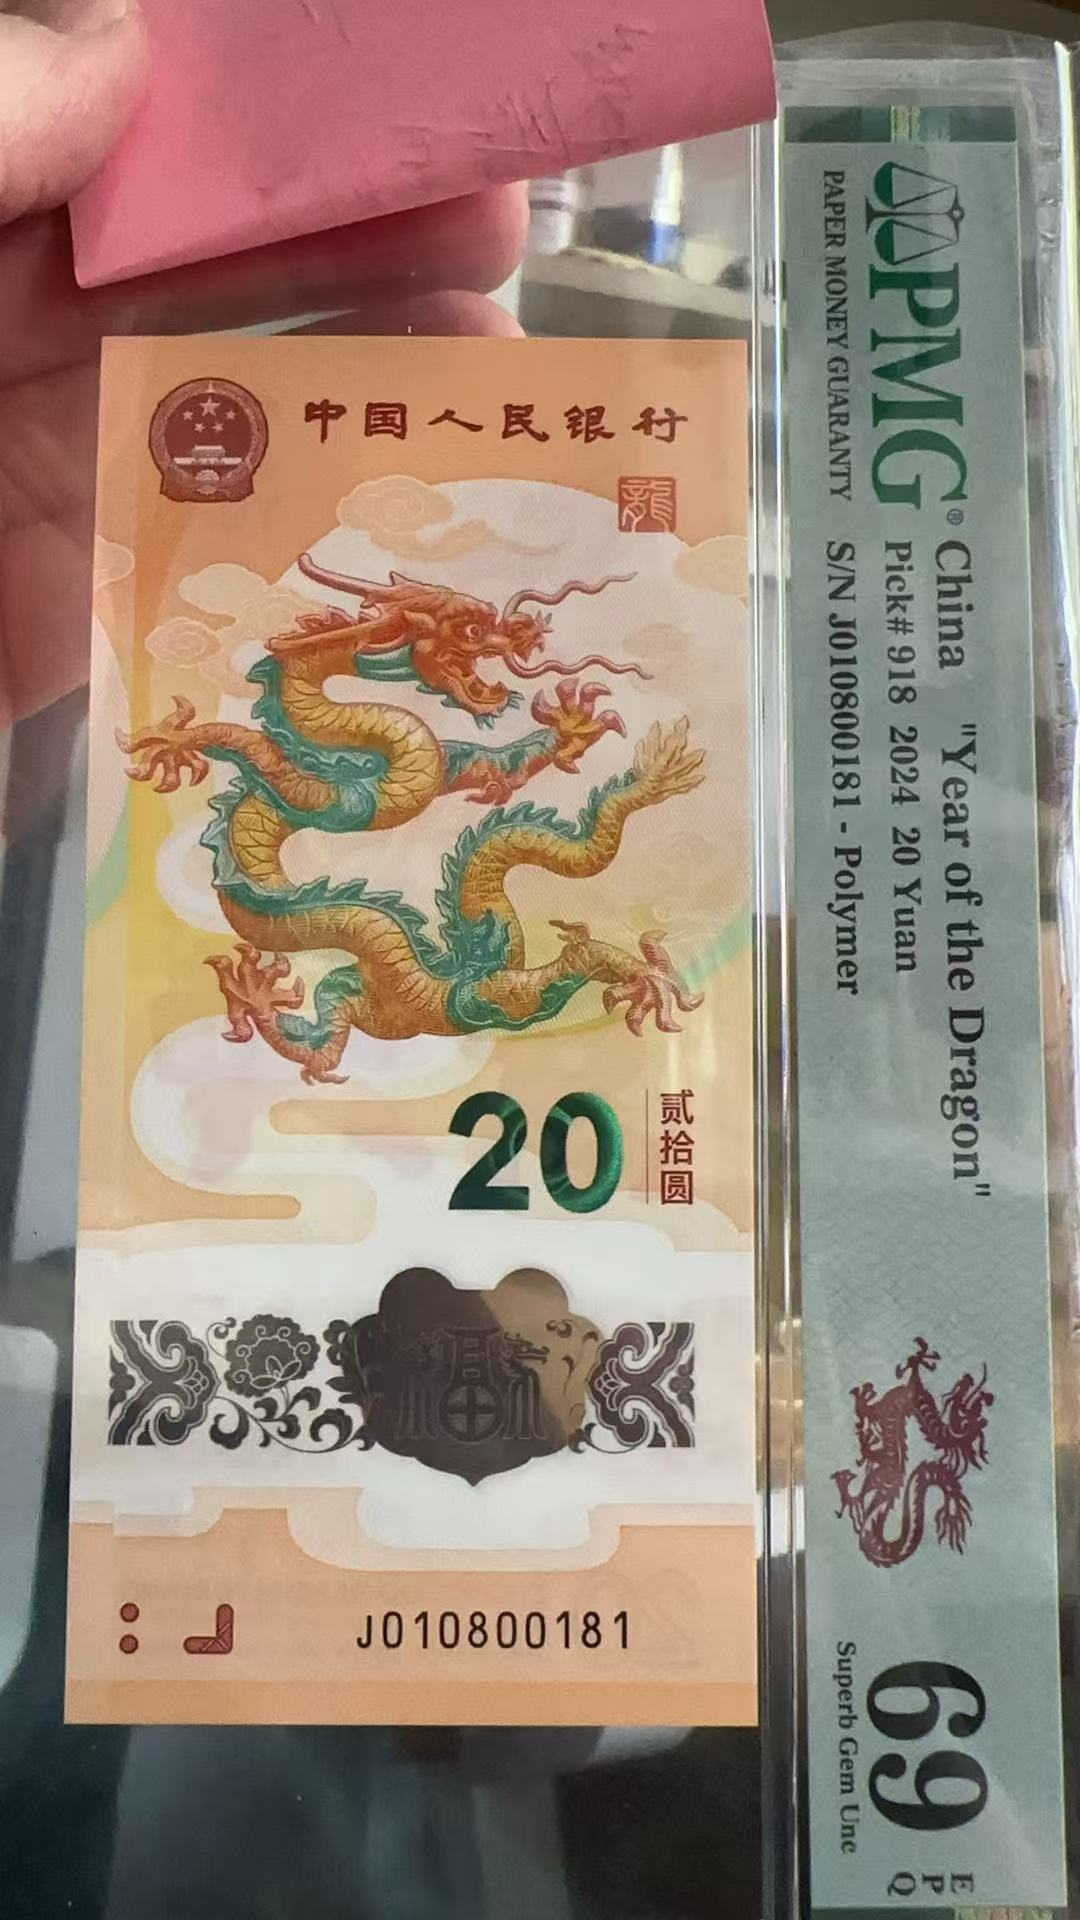 中国人民银行
龍
20
贰拾圆
福
J010800181
PMG®
PAPER MONEY GUARANTY
China "Year of the Dragon"
Pick# 918 2024 20 Yuan
S/N J010800181 - Polymer
69
EPQ
Superb Gem Unc